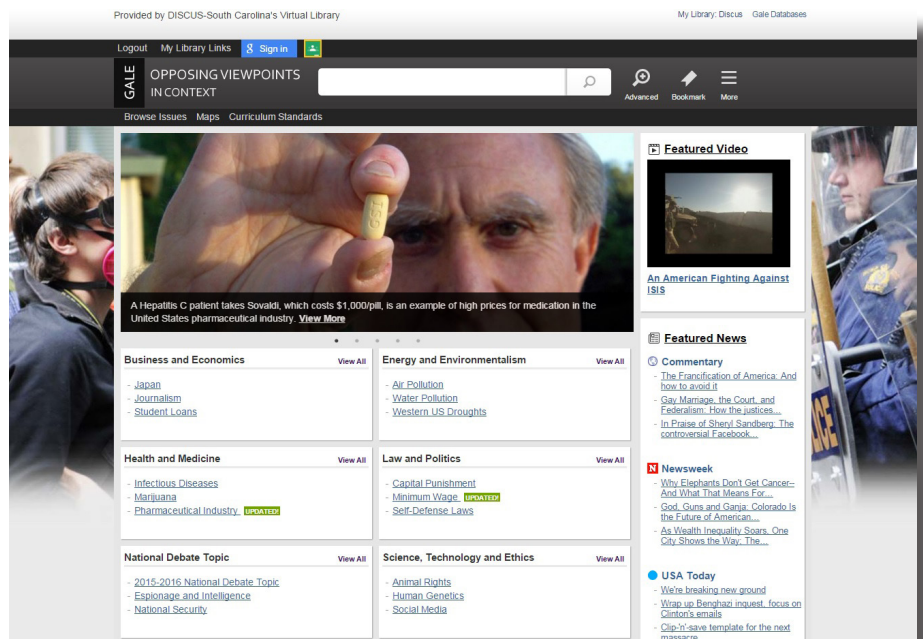 Provided by DISCUS-South Carolina's Virtual Library
My Library: Discus Gale Databases
Logout My Library Links 8 Sign in
GALE
OPPOSING VIEWPOINTS
IN CONTEXT
Advanced Bookmark More
Browse Issues Maps Curriculum Standards
GSI
A Hepatitis C patient takes Sovaldi, which costs $1,000/pill, is an example of high prices for medication in the
United States pharmaceutical industry. View More
Business and Economics View All
- Japan
- Journalism
- Student Loans
Energy and Environmentalism View All
- Air Pollution
- Water Pollution
- Western US Droughts
Health and Medicine View All
- Infectious Diseases
- Marijuana
- Pharmaceutical Industry UPDATED!
Law and Politics View All
- Capital Punishment
- Minimum Wage UPDATED!
- Self-Defense Laws
National Debate Topic View All
- 2015-2016 National Debate Topic
- Espionage and Intelligence
- National Security
Science, Technology and Ethics View All
- Animal Rights
- Human Genetics
- Social Media
Featured Video
An American Fighting Against
ISIS
Featured News
Commentary
- The Francification of America: And
how to avoid it
- Gay Marriage, the Court, and
Federalism: How the justices...
- In Praise of Sheryl Sandberg: The
controversial Facebook...
N Newsweek
- Why Elephants Don't Get Cancer–
And What That Means For...
- God, Guns and Ganja: Colorado Is
the Future of American...
- As Wealth Inequality Soars, One
City Shows the Way: The...
USA Today
- We're breaking new ground
- Wrap up Benghazi inquest, focus on
Clinton's emails
- Clip-'n'-save template for the next
massacre
POLICE